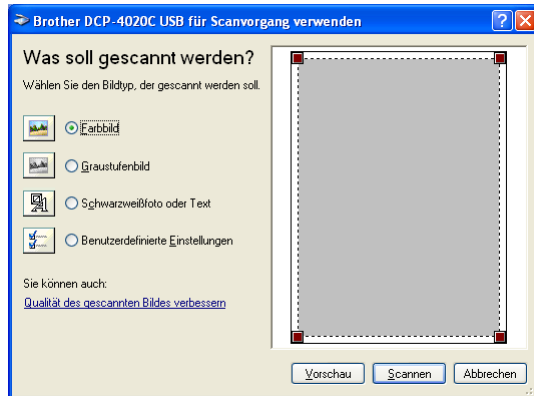 Brother DCP-4020C USB für Scanvorgang verwenden
Was soll gescannt werden?
Wählen Sie den Bildtyp, der gescannt werden soll.
Farbbild
Graustufenbild
Schwarzweißfoto oder Text
Benutzerdefinierte Einstellungen
Sie können auch:
Qualität des gescannten Bildes verbessern
Vorschau Scannen Abbrechen